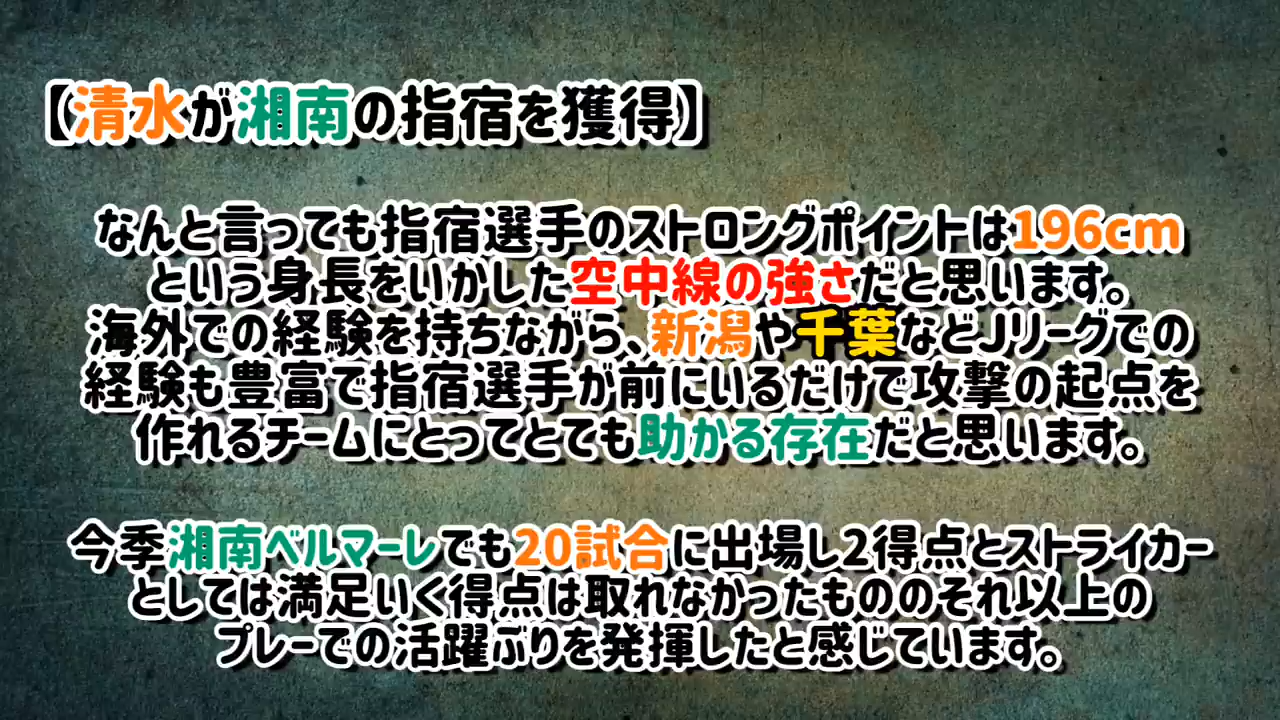 【清水が湘南の指宿を獲得】
なんと言っても指宿選手のストロングポイントは196cm
という身長をいかした空中線の強さだと思います。
海外での経験を持ちながら、新潟や千葉などJリーグでの
経験も豊富で指宿選手が前にいるだけで攻撃の起点を
作れるチームにとってとても助かる存在だと思います。
今季湘南ベルマーレでも20試合に出場し2得点とストライカー
としては満足いく得点は取れなかったもののそれ以上の
プレーでの活躍ぶりを発揮したと感じています。